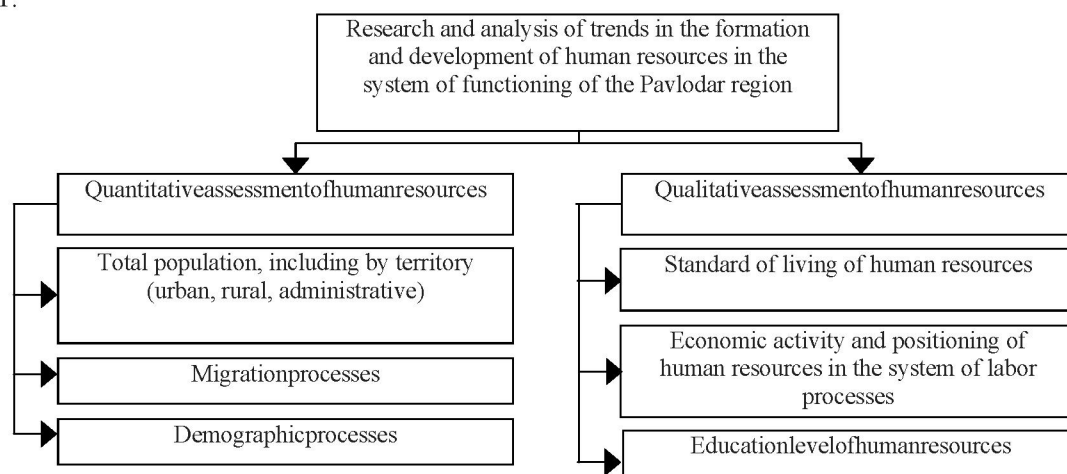 Research and analysis of trends in the formation
and development of human resources in the
system of functioning of the Pavlodar region
Quantitativeassessmentofhumanresources
Total population, including by territory
(urban, rural, administrative)
Migrationprocesses
Demographicprocesses
Qualitativeassessmentofhumanresources
Standard of living of human resources
Economic activity and positioning of
human resources in the system of labor
processes
Educationlevelofhumanresources